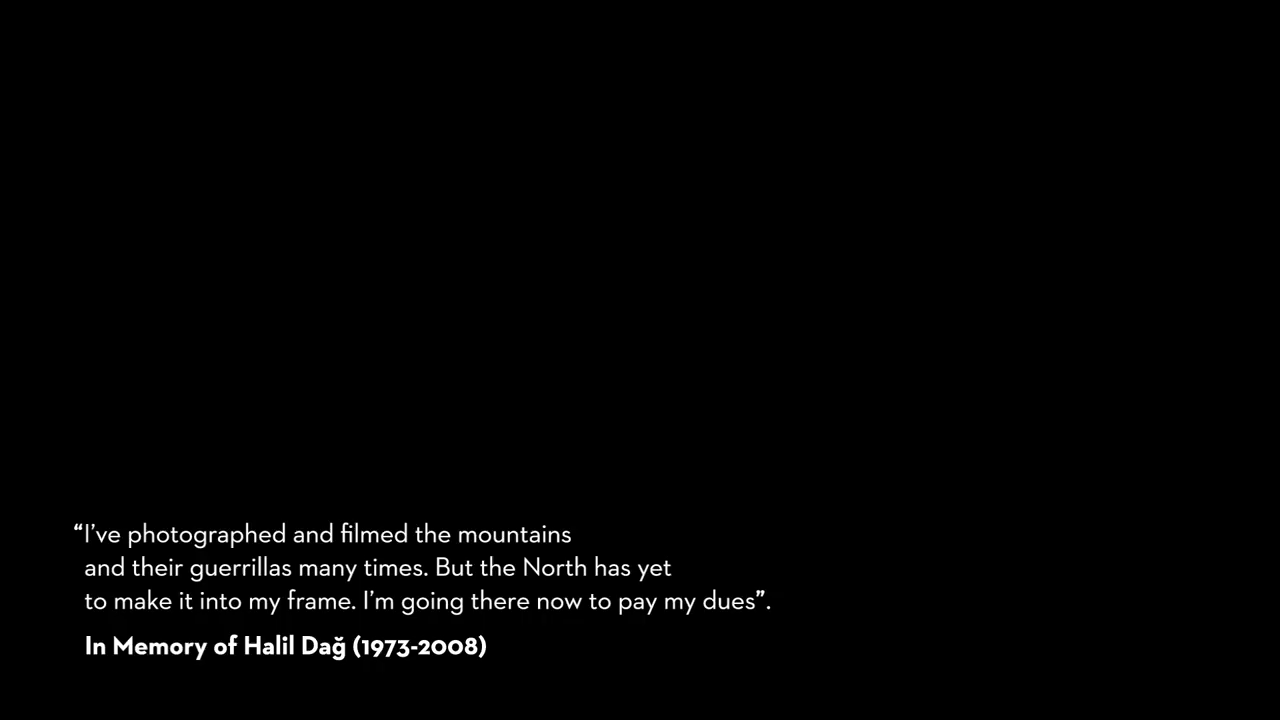 “I’ve photographed and filmed the mountains
and their guerrillas many times. But the North has yet
to make it into my frame. I’m going there now to pay my dues”.
In Memory of Halil Dağ (1973-2008)